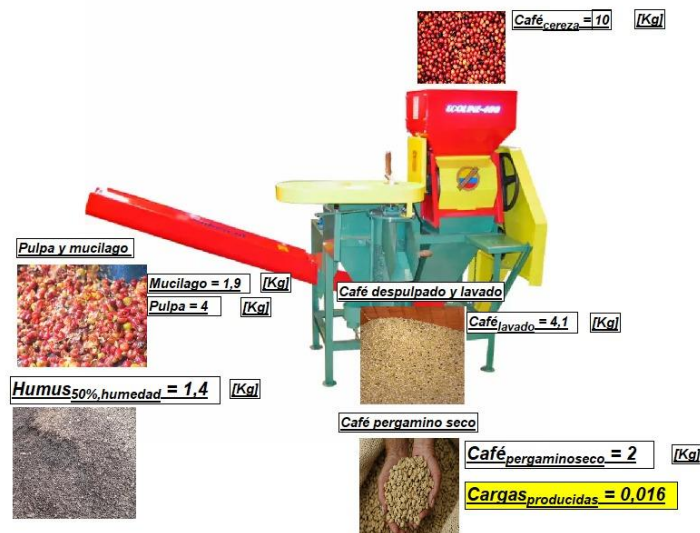 Café cereza = 10 [Kg]
ECOLINE-800
Pulpa y mucilago
Mucilago = 1,9 [Kg]
Pulpa = 4 [Kg]
Café despulpado y lavado
Café lavado = 4,1 [Kg]
Humus 50%,humedad = 1,4 [Kg]
Café pergamino seco
Café pergaminoseco = 2 [Kg]
Cargas producidas = 0,016